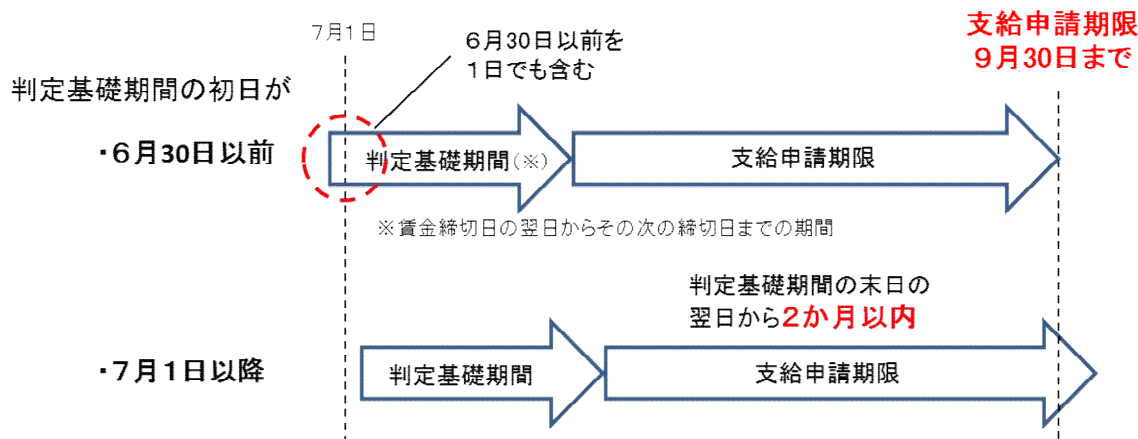 7月1日
6月30日以前を
1日でも含む
支給申請期限
9月30日まで
判定基礎期間の初日が
・6月30日以前
判定基礎期間(※)
支給申請期限
※賃金締切日の翌日からその次の締切日までの期間
判定基礎期間の末日の
翌日から2か月以内
・7月1日以降
判定基礎期間
支給申請期限